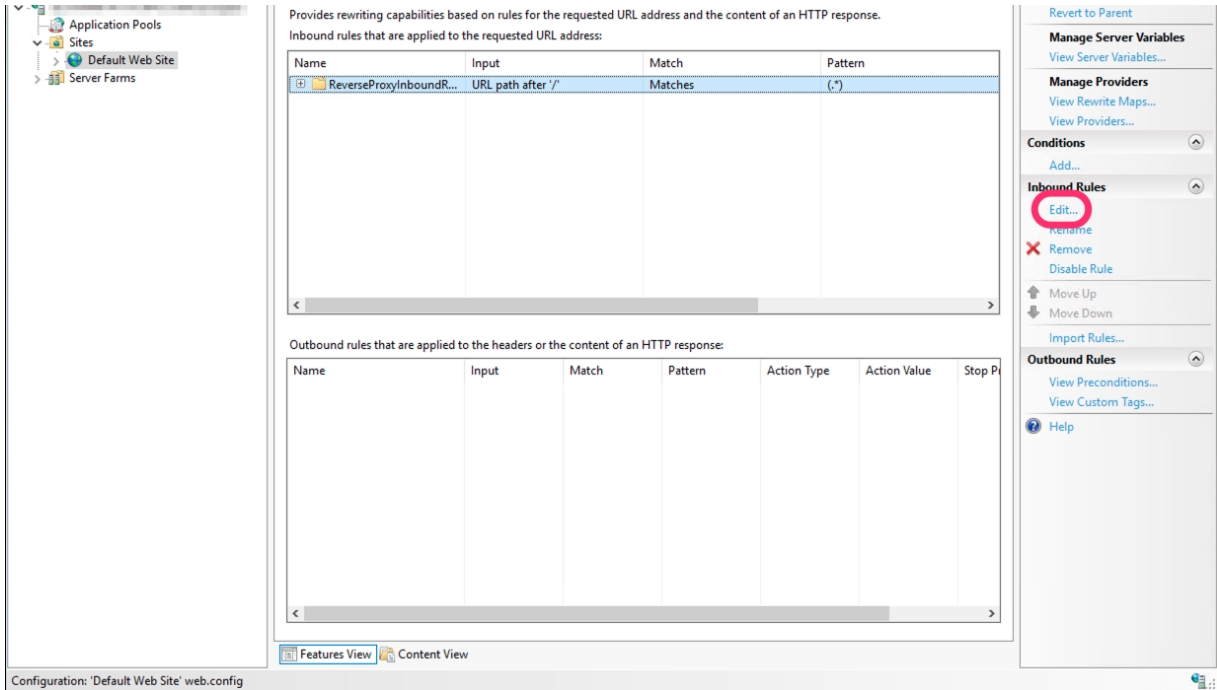 Application Pools
Sites
Default Web Site
Server Farms
Provides rewriting capabilities based on rules for the requested URL address and the content of an HTTP response.
Inbound rules that are applied to the requested URL address:
Name Input Match Pattern
ReverseProxyInboundR... URL path after '/' Matches (.*)
Outbound rules that are applied to the headers or the content of an HTTP response:
Name Input Match Pattern Action Type Action Value Stop
Features View Content View
Revert to Parent
Manage Server Variables
View Server Variables...
Manage Providers
View Rewrite Maps...
View Providers...
Conditions
Add...
Inbound Rules
Edit...
Rename
Remove
Disable Rule
Move Up
Move Down
Import Rules...
Outbound Rules
View Preconditions...
View Custom Tags...
Help
Configuration: 'Default Web Site' web.config